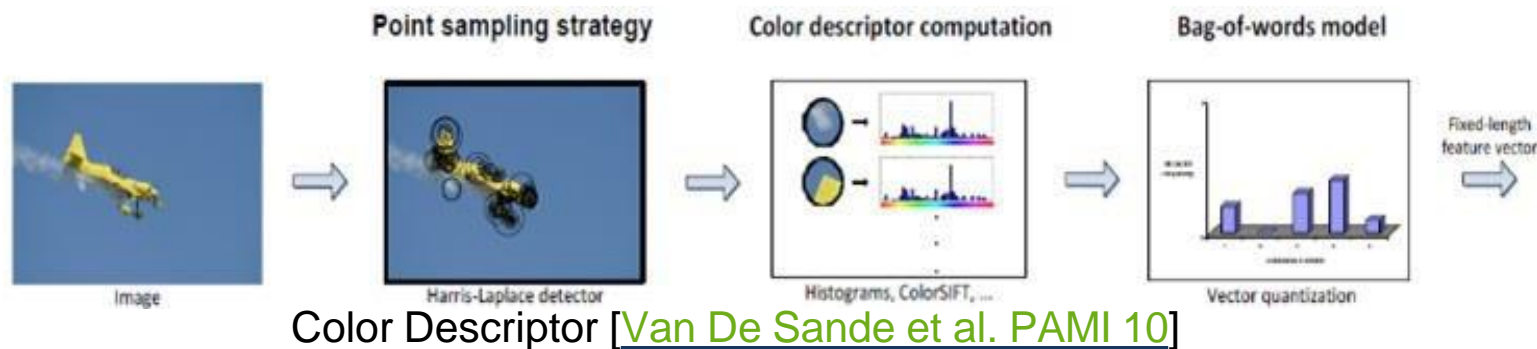 Point sampling strategy
Color descriptor computation
Bag-of-words model
Fixed-length
feature vector
Image
Harris-Laplace detector
Histograms, ColorSIFT, ...
Vector quantization
Color Descriptor [Van De Sande et al. PAMI 10]